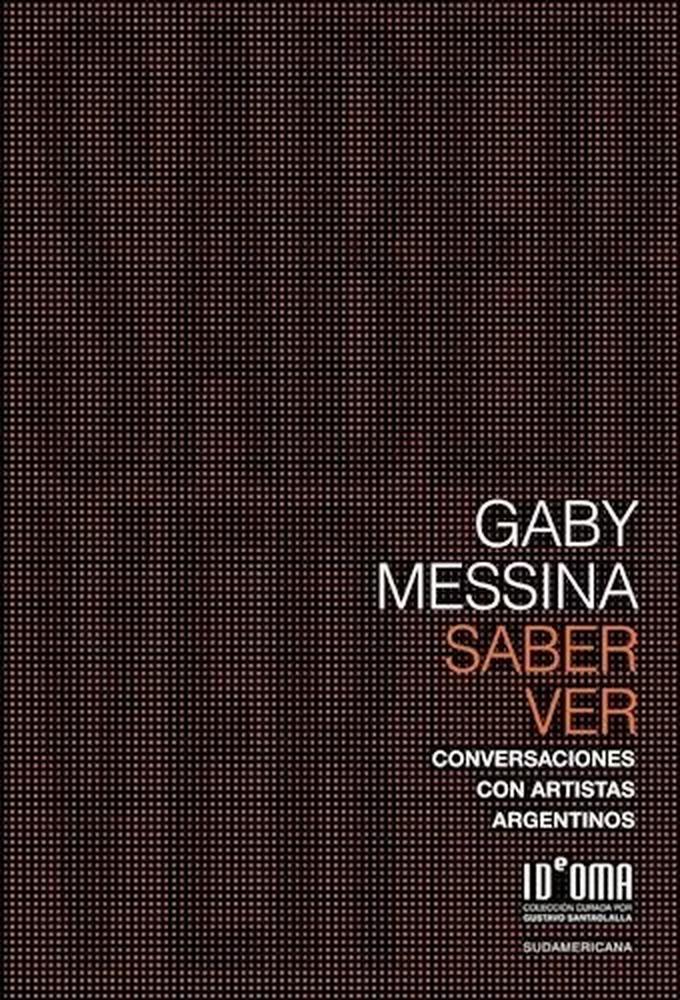 GABY
MESSINA
SABER
VER
CONVERSACIONES
CON ARTISTAS
ARGENTINOS
IDeOMA
COLECCIÓN CURADA POR
GUSTAVO SANTAOLALLA
SUDAMERICANA